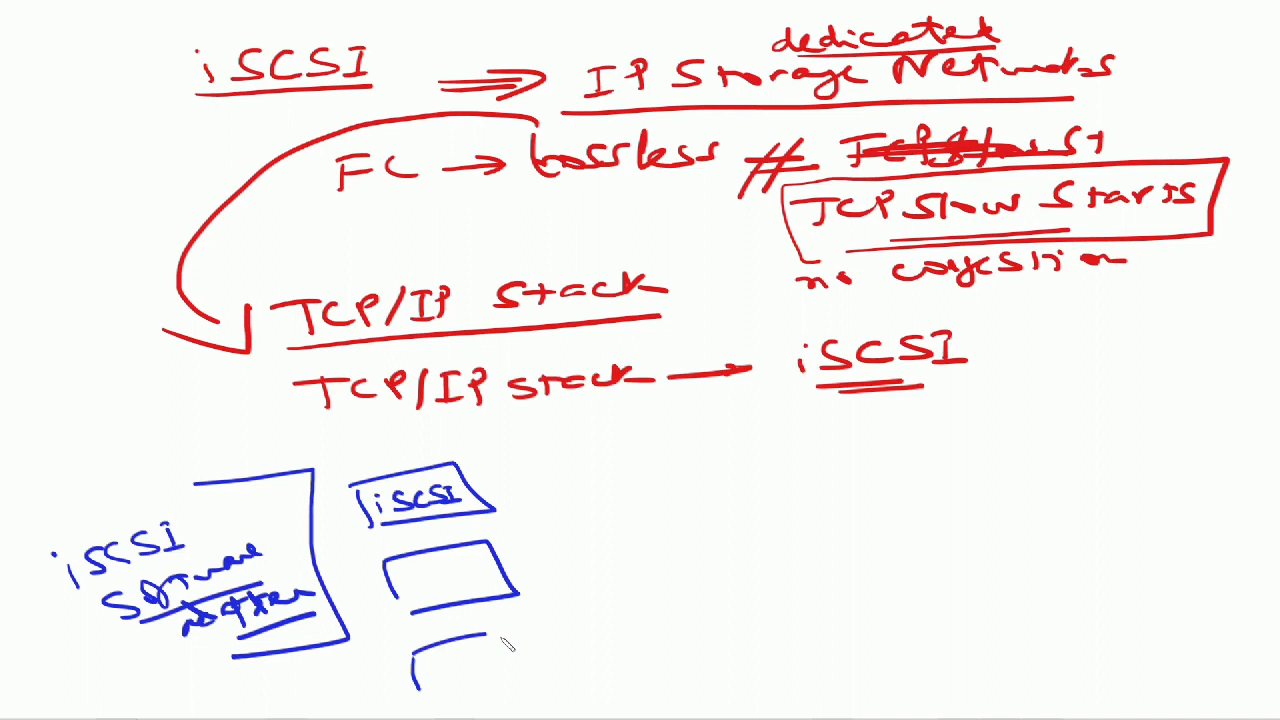 dedicated
iSCSI ⟹ IP Storage Networks
FC → Lossless
TCP Slow Starts
no congestion
TCP/IP Stack
TCP/IP Stack → iSCSI
iSCSI
iSCSI
Software